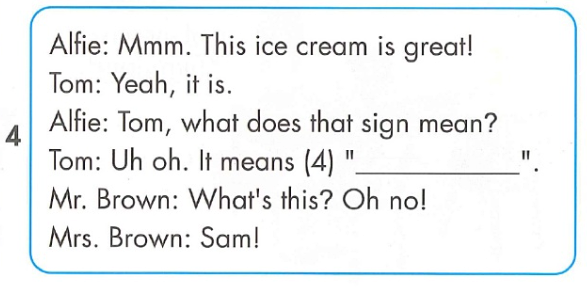 Alfie: Mmm. This ice cream is great!
Tom: Yeah, it is.
Alfie: Tom, what does that sign mean?
4
Tom: Uh oh. It means (4) "____________".
Mr. Brown: What's this? Oh no!
Mrs. Brown: Sam!